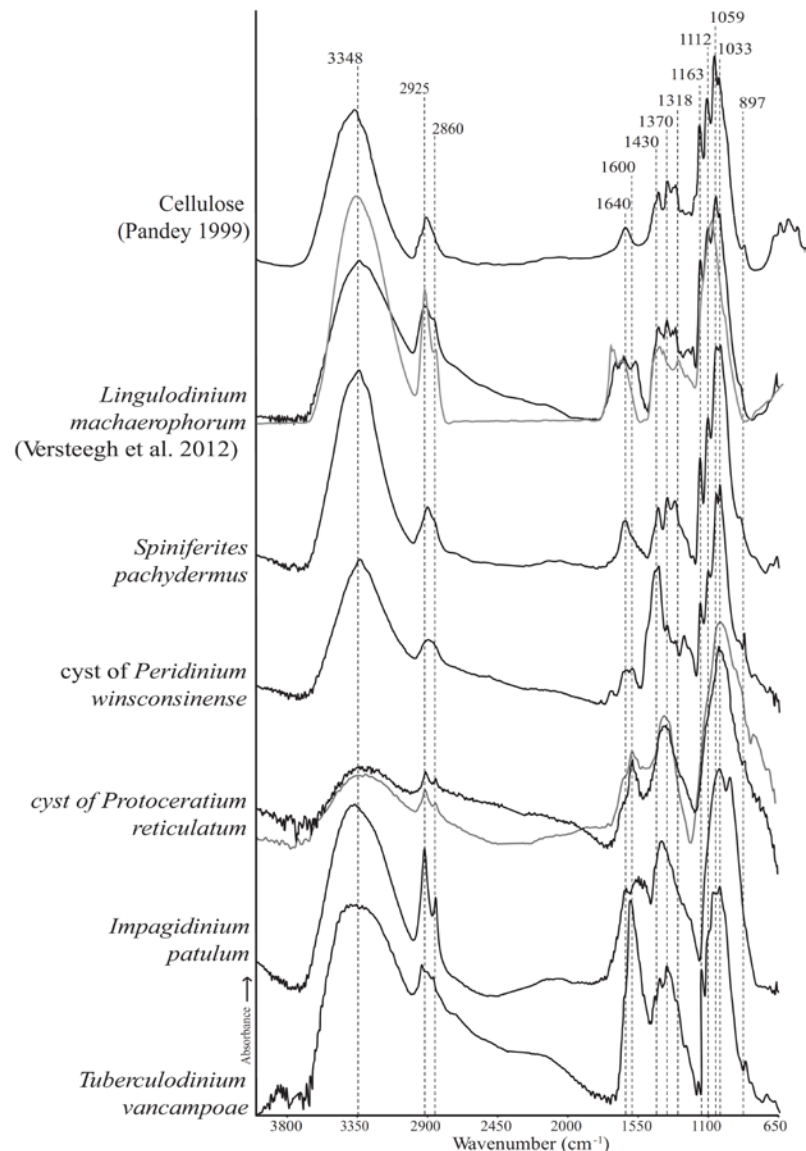 1059
1112
1033
3348
1163
2925
1318
897
1370
2860
1430
1600
1640
Cellulose
(Pandey 1999)
Lingulodinium
machaerophorum
(Versteegh et al. 2012)
Spiniferites
pachydermus
cyst of Peridinium
winsconsinense
cyst of Protoceratium
reticulatum
Impagidinium
patulum
Absorbance →
Tuberculodinium
vancampoae
3800 3350 2900 2450 2000 1550 1100 650
Wavenumber (cm⁻¹)